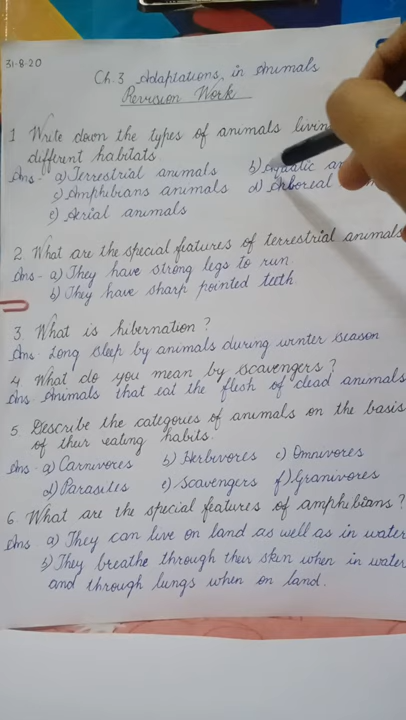 31-8-20
Ch.3 Adaptations in Animals
Revision Work
1 Write down the types of animals
different habitats
Ans- a) Terrestrial animals b) Aquatic
c) Amphibians animals d) Arboreal
e) Aerial animals
2. What are the special features of terrestrial animals
Ans- a) They have strong legs to run.
b) They have sharp pointed teeth.
3. What is hibernation?
Ans. Long sleep by animals during winter season
4. What do you mean by scavengers?
Ans. Animals that eat the flesh of dead animals
5. Describe the categories of animals on the basis
of their eating habits.
Ans- a) Carnivores b) Herbivores c) Omnivores
d) Parasites e) Scavengers f) Granivores
6. What are the special features of amphibians?
Ans a) They can live on land as well as in water
b) They breathe through their skin when in water
and through lungs when on land.